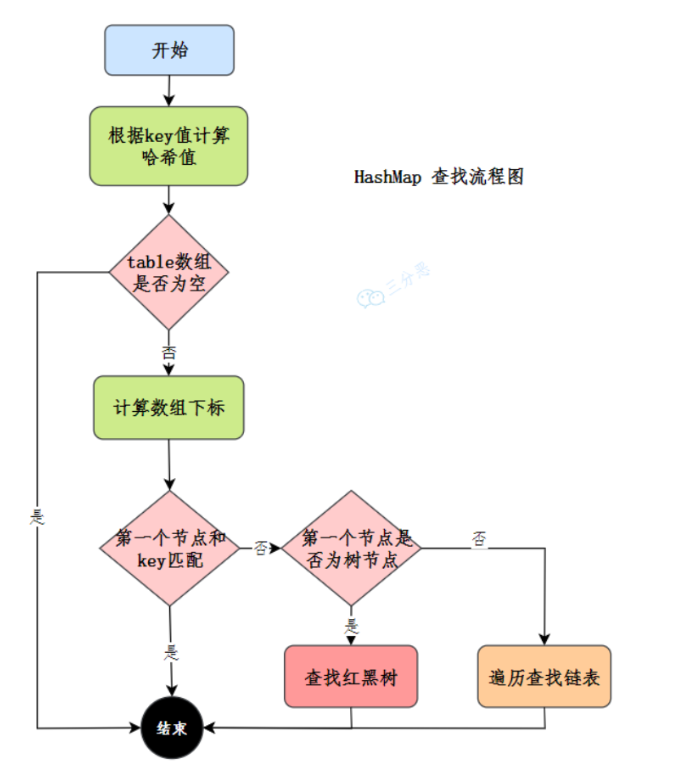 开始
根据key值计算
哈希值
HashMap 查找流程图
table数组
是否为空
三分恶
否
计算数组下标
是
第一个节点和
key匹配
否
第一个节点是
否为树节点
否
是
是
查找红黑树
遍历查找链表
结束